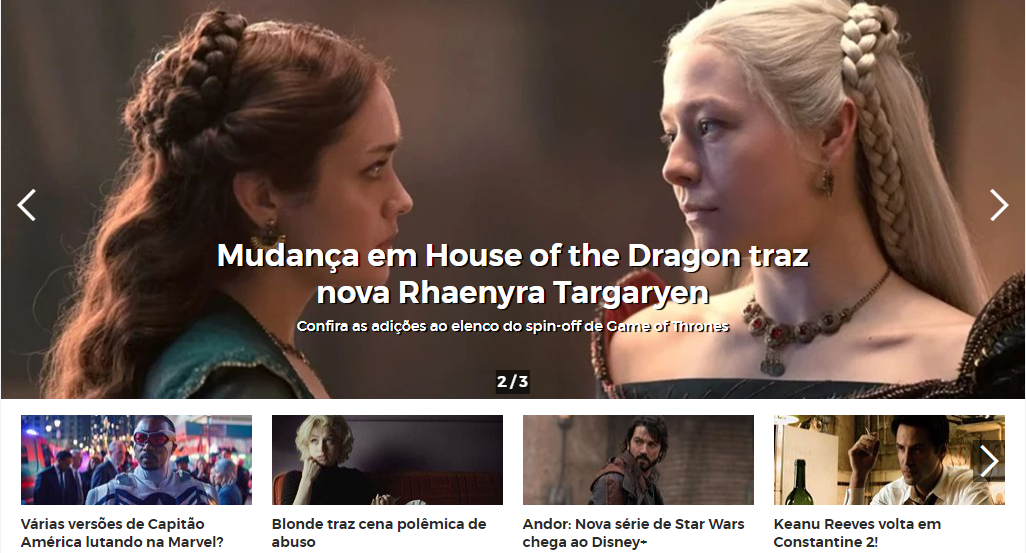 Mudança em House of the Dragon traz
nova Rhaenyra Targaryen
Confira as adições ao elenco do spin-off de Game of Thrones
2 / 3
Várias versões de Capitão
América lutando na Marvel?
Blonde traz cena polêmica de
abuso
Andor: Nova série de Star Wars
chega ao Disney+
Keanu Reeves volta em
Constantine 2!